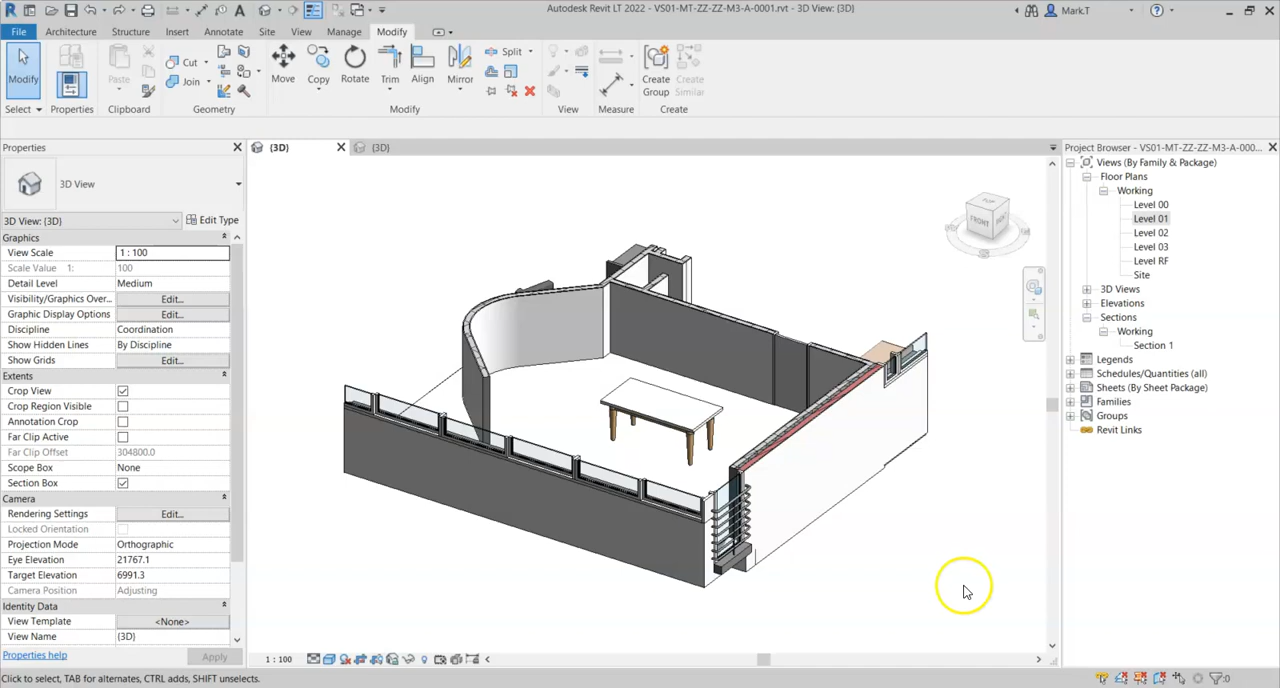 Autodesk Revit LT 2022 - VS01-MT-ZZ-ZZ-M3-A-0001.rvt - 3D View: {3D}
Mark.T
File Architecture Structure Insert Annotate Site View Manage Modify
Modify Paste Cut Join Move Copy Rotate Trim Align Mirror Split Create Group Create Similar
Select Properties Clipboard Geometry Modify View Measure Create
Properties
{3D}
{3D}
Project Browser - VS01-MT-ZZ-ZZ-M3-A-000...
3D View
3D View: {3D} Edit Type
Graphics
View Scale 1 : 100
Scale Value 1: 100
Detail Level Medium
Visibility/Graphics Over... Edit...
Graphic Display Options Edit...
Discipline Coordination
Show Hidden Lines By Discipline
Show Grids Edit...
Extents
Crop View
Crop Region Visible
Annotation Crop
Far Clip Active
Far Clip Offset 304800.0
Scope Box None
Section Box
Camera
Rendering Settings Edit...
Locked Orientation
Projection Mode Orthographic
Eye Elevation 21767.1
Target Elevation 6991.3
Camera Position Adjusting
Identity Data
View Template <None>
View Name {3D}
Properties help Apply
TOP
FRONT
Views (By Family & Package)
Floor Plans
Working
Level 00
Level 01
Level 02
Level 03
Level RF
Site
3D Views
Elevations
Sections
Working
Section 1
Legends
Schedules/Quantities (all)
Sheets (By Sheet Package)
Families
Groups
Revit Links
1 : 100
Click to select, TAB for alternates, CTRL adds, SHIFT unselects.
:0